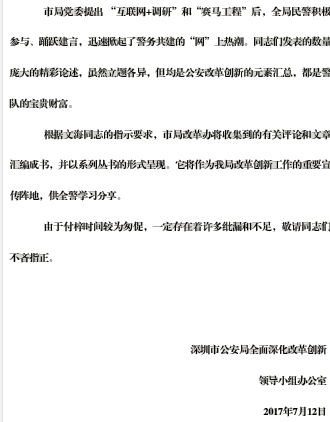 市局党委提出 “互联网+调研”和“赛马工程”后，全局民警积极
参与、踊跃建言，迅速掀起了警务共建的“网”上热潮。同志们发表的数量
庞大的精彩论述，虽然立题各异，但均是公安改革创新的元素汇总，都是警
队的宝贵财富。
根据文海同志的指示要求，市局改革办将收集到的有关评论和文章
汇编成书，并以系列丛书的形式呈现。它将作为我局改革创新工作的重要宣
传阵地，供全警学习分享。
由于付梓时间较为匆促，一定存在着许多纰漏和不足，敬请同志们
不吝指正。
深圳市公安局全面深化改革创新
领导小组办公室
2017年7月12日